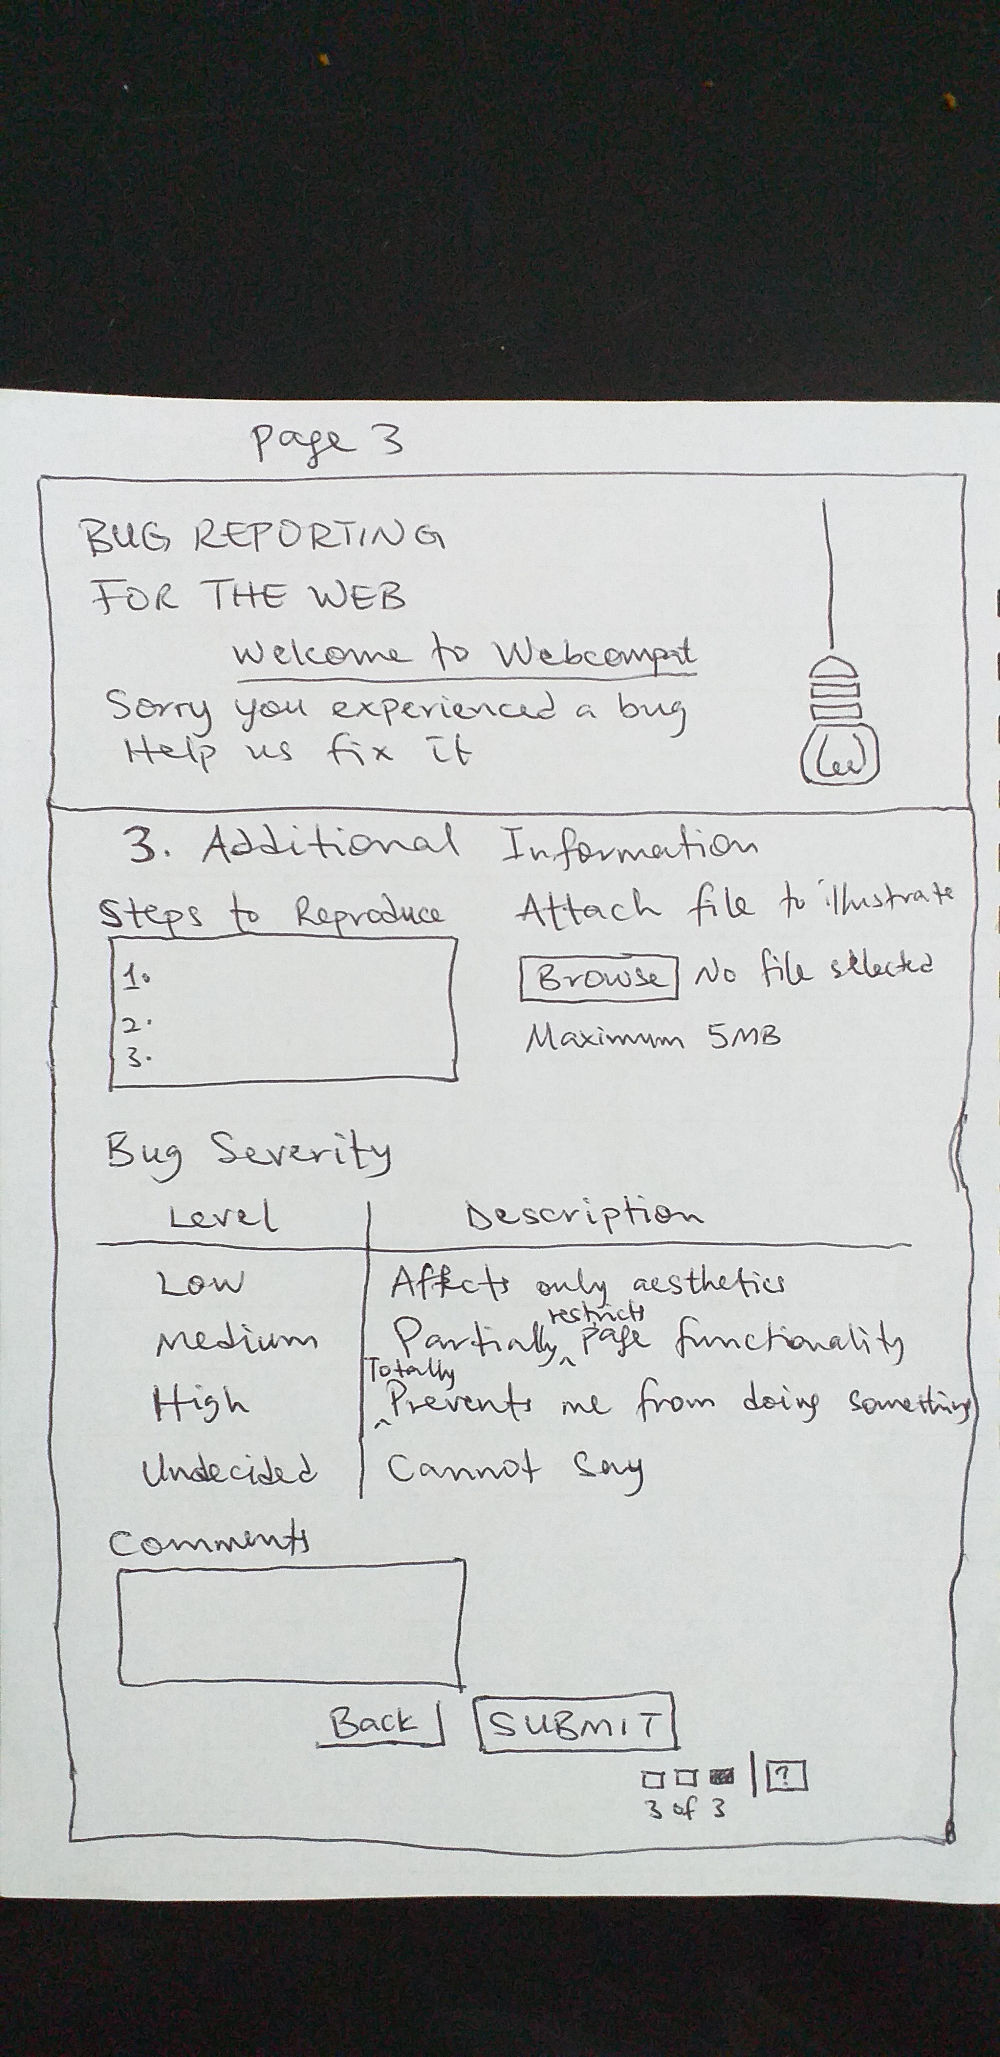 Page 3
BUG REPORTING
FOR THE WEB
Welcome to Webcompat
Sorry you experienced a bug
Help us fix it
3. Additional Information
Steps to Reproduce
1.
2.
3.
Attach file to illustrate
Browse No file selected
Maximum 5MB
Bug Severity
Level Description
Low Affects only aesthetics
Medium Partially restricts page functionality
High Totally Prevents me from doing something
Undecided Cannot say
Comments
Back SUBMIT
?
3 of 3